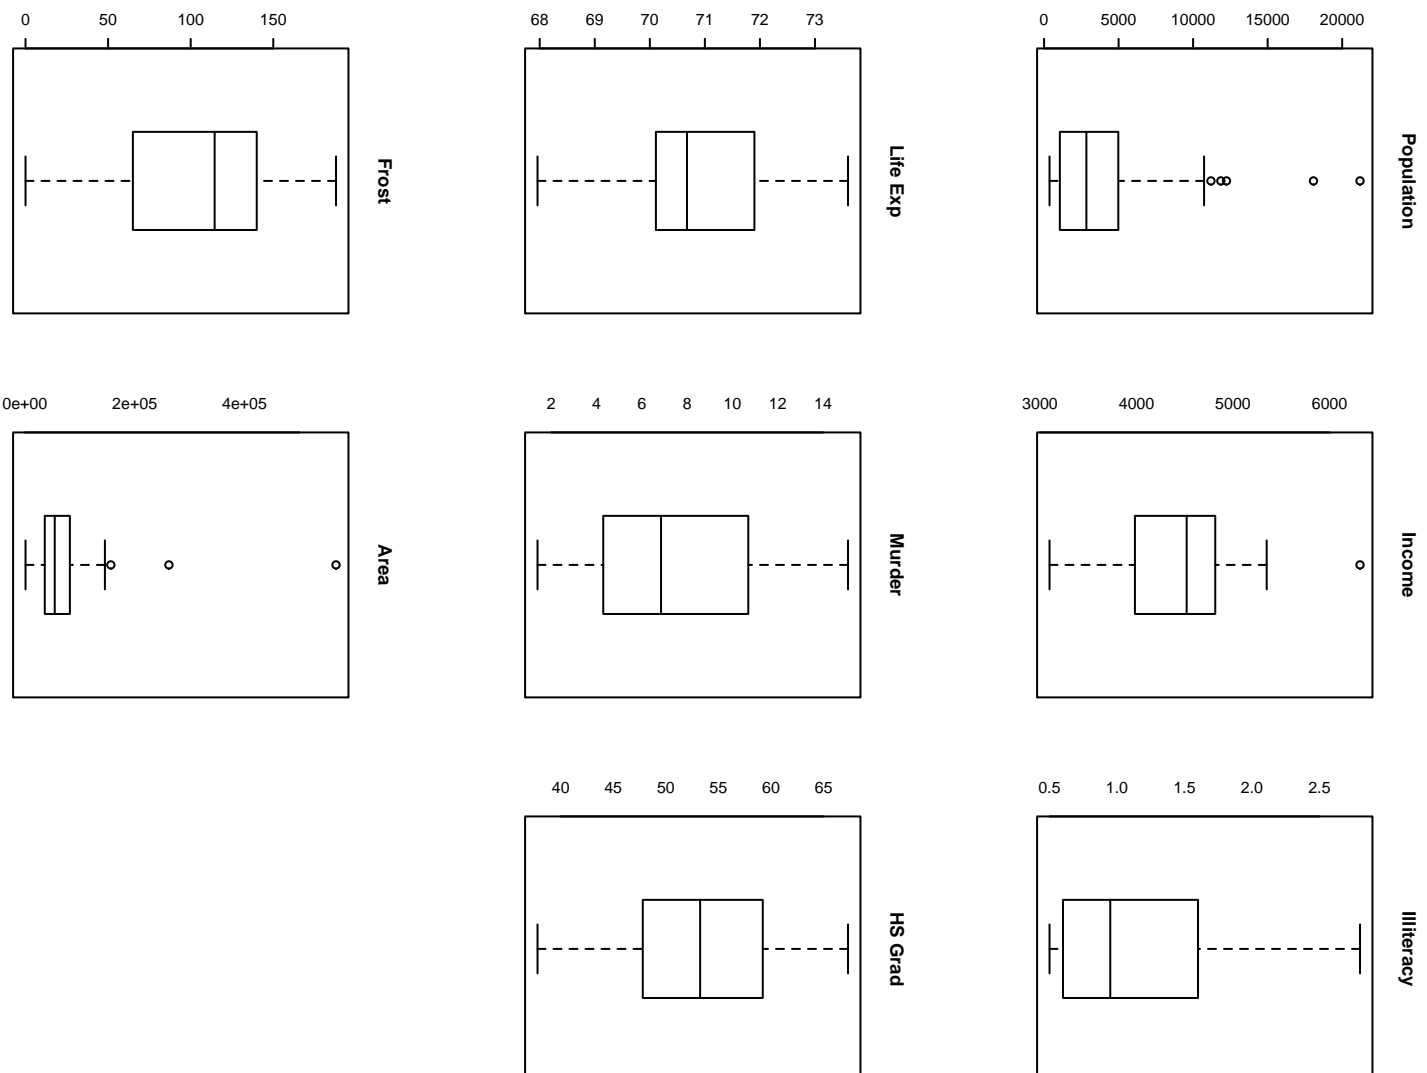 0 50 100 150
Frost
68 69 70 71 72 73
Life Exp
0 5000 10000 15000 20000
Population
0e+00 2e+05 4e+05
Area
2 4 6 8 10 12 14
Murder
3000 4000 5000 6000
Income
40 45 50 55 60 65
HS Grad
0.5 1.0 1.5 2.0 2.5
Illiteracy